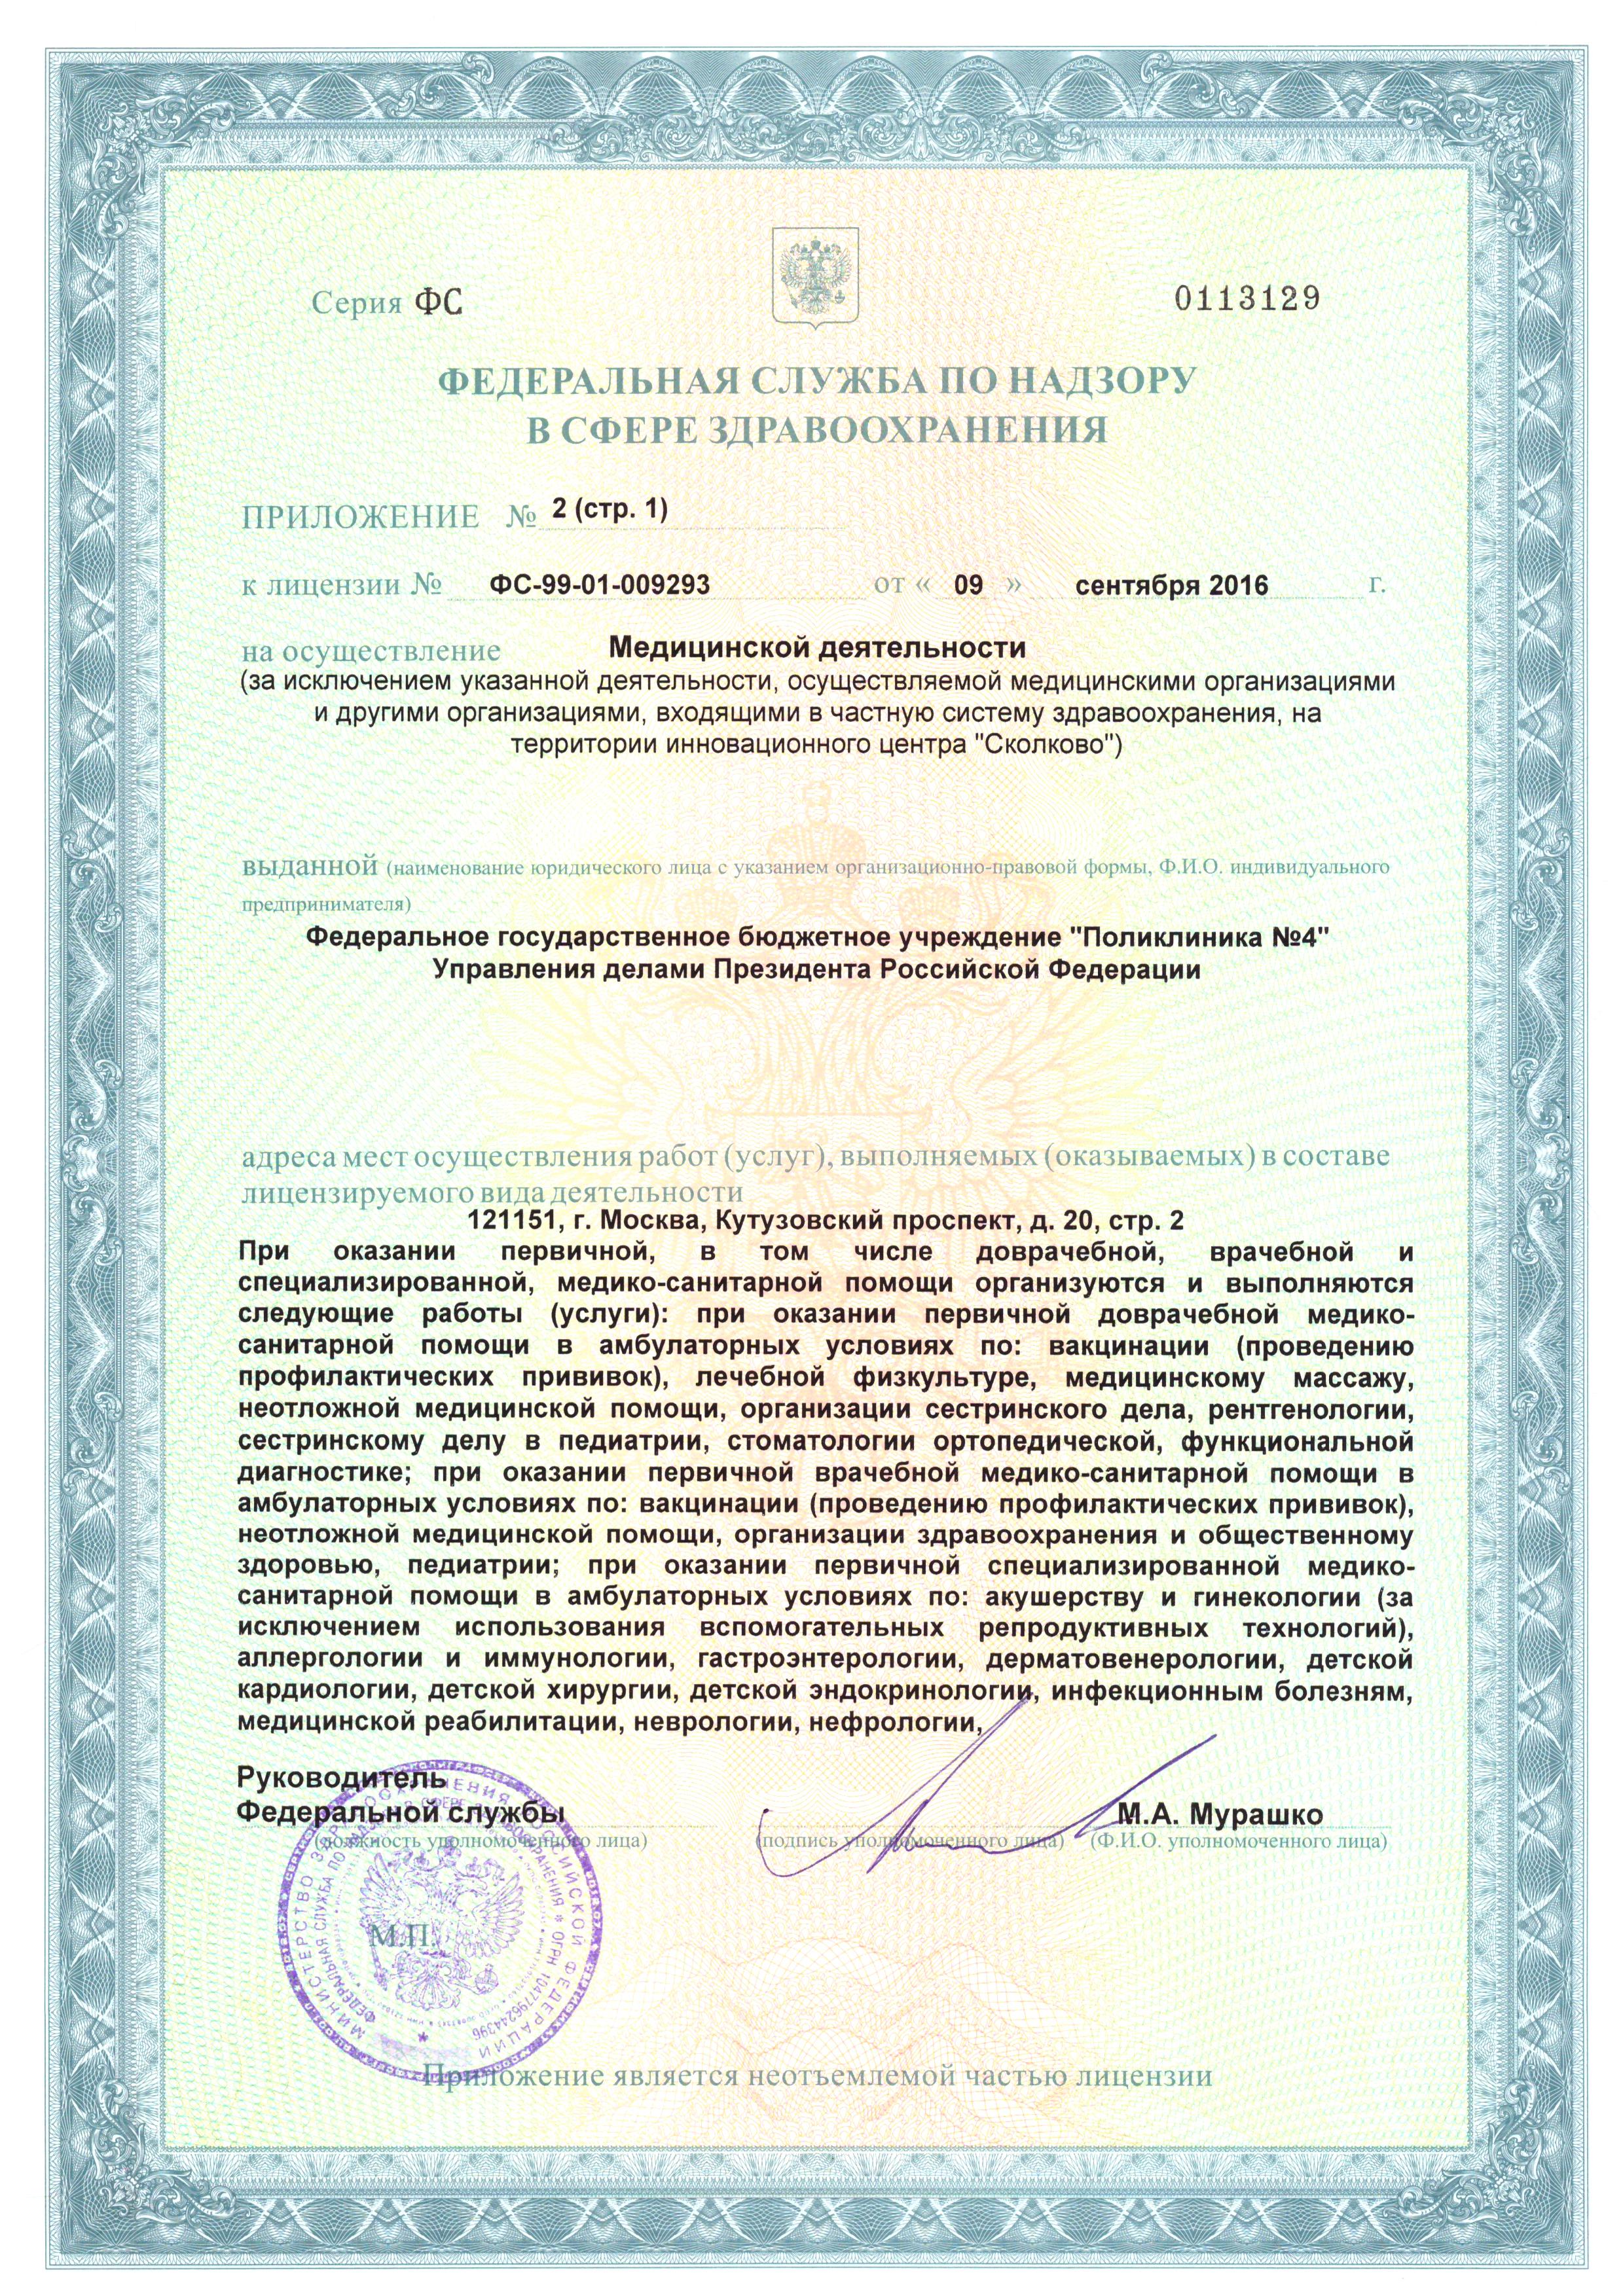 Серия ФС
0113129
ФЕДЕРАЛЬНАЯ СЛУЖБА ПО НАДЗОРУ
В СФЕРЕ ЗДРАВООХРАНЕНИЯ
ПРИЛОЖЕНИЕ № 2 (стр. 1)
к лицензии № ФС-99-01-009293 от « 09 » сентября 2016 г.
на осуществление Медицинской деятельности
(за исключением указанной деятельности, осуществляемой медицинскими организациями
и другими организациями, входящими в частную систему здравоохранения, на
территории инновационного центра "Сколково")
выданной (наименование юридического лица с указанием организационно-правовой формы, Ф.И.О. индивидуального
предпринимателя)
Федеральное государственное бюджетное учреждение "Поликлиника №4"
Управления делами Президента Российской Федерации
адреса мест осуществления работ (услуг), выполняемых (оказываемых) в составе
лицензируемого вида деятельности
121151, г. Москва, Кутузовский проспект, д. 20, стр. 2
При оказании первичной, в том числе доврачебной, врачебной и
специализированной, медико-санитарной помощи организуются и выполняются
следующие работы (услуги): при оказании первичной доврачебной медико-
санитарной помощи в амбулаторных условиях по: вакцинации (проведению
профилактических прививок), лечебной физкультуре, медицинскому массажу,
неотложной медицинской помощи, организации сестринского дела, рентгенологии,
сестринскому делу в педиатрии, стоматологии ортопедической, функциональной
диагностике; при оказании первичной врачебной медико-санитарной помощи в
амбулаторных условиях по: вакцинации (проведению профилактических прививок),
неотложной медицинской помощи, организации здравоохранения и общественному
здоровью, педиатрии; при оказании первичной специализированной медико-
санитарной помощи в амбулаторных условиях по: акушерству и гинекологии (за
исключением использования вспомогательных репродуктивных технологий),
аллергологии и иммунологии, гастроэнтерологии, дерматовенерологии, детской
кардиологии, детской хирургии, детской эндокринологии, инфекционным болезням,
медицинской реабилитации, неврологии, нефрологии,
Руководитель
Федеральной службы
М.А. Мурашко
(должность уполномоченного лица) (подпись уполномоченного лица) (Ф.И.О. уполномоченного лица)
МИНИСТЕРСТВО ЗДРАВООХРАНЕНИЯ РОССИЙСКОЙ ФЕДЕРАЦИИ
ФЕДЕРАЛЬНАЯ СЛУЖБА ПО НАДЗОРУ В СФЕРЕ ЗДРАВООХРАНЕНИЯ * ОГРН 1047796244396
М.П.
Приложение является неотъемлемой частью лицензии